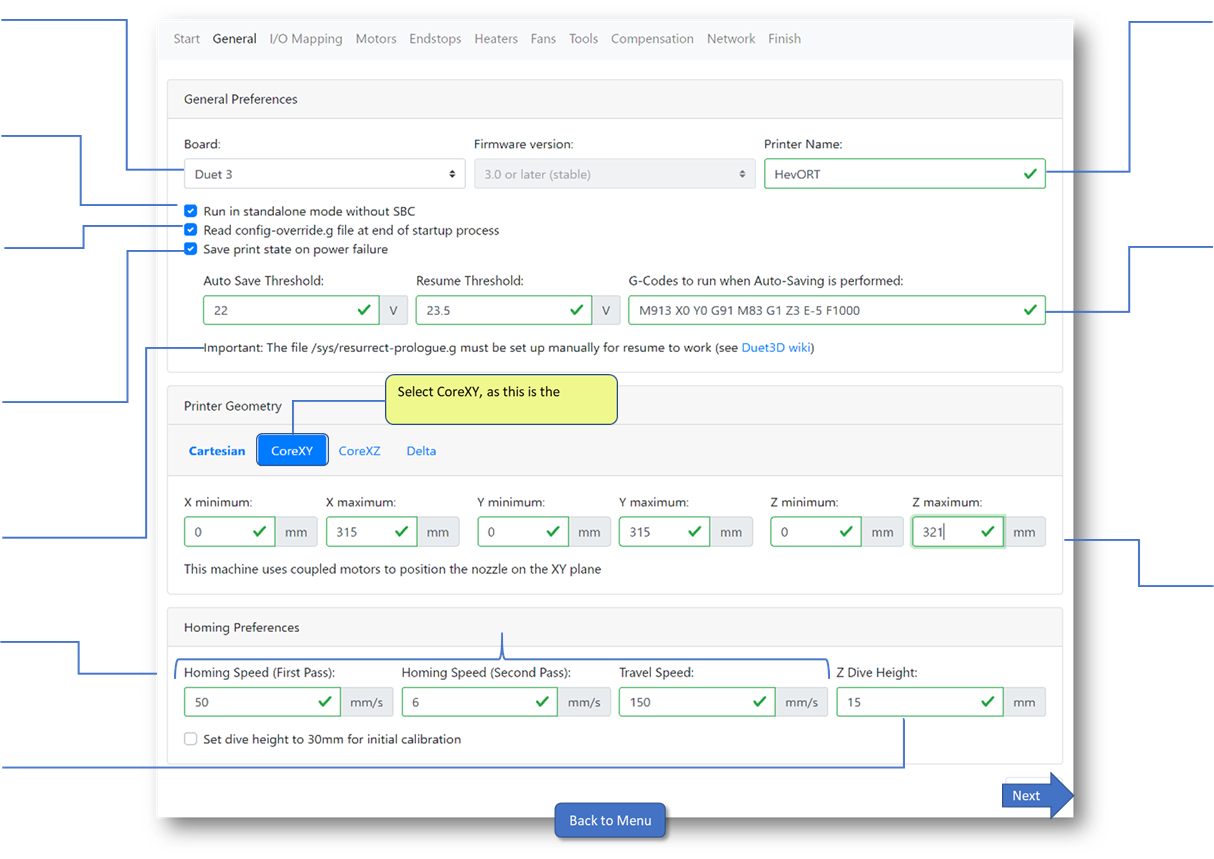 Start General I/O Mapping Motors Endstops Heaters Fans Tools Compensation Network Finish
General Preferences
Board: Firmware version: Printer Name:
Duet 3 3.0 or later (stable) HevORT
Run in standalone mode without SBC
Read config-override.g file at end of startup process
Save print state on power failure
Auto Save Threshold: Resume Threshold: G-Codes to run when Auto-Saving is performed:
22 V 23.5 V M913 X0 Y0 G91 M83 G1 Z3 E-5 F1000
Important: The file /sys/resurrect-prologue.g must be set up manually for resume to work (see Duet3D wiki)
Select CoreXY, as this is the
Printer Geometry
Cartesian CoreXY CoreXZ Delta
X minimum: X maximum: Y minimum: Y maximum: Z minimum: Z maximum:
0 mm 315 mm 0 mm 315 mm 0 mm 321 mm
This machine uses coupled motors to position the nozzle on the XY plane
Homing Preferences
Homing Speed (First Pass): Homing Speed (Second Pass): Travel Speed: Z Dive Height:
50 mm/s 6 mm/s 150 mm/s 15 mm
Set dive height to 30mm for initial calibration
Next
Back to Menu